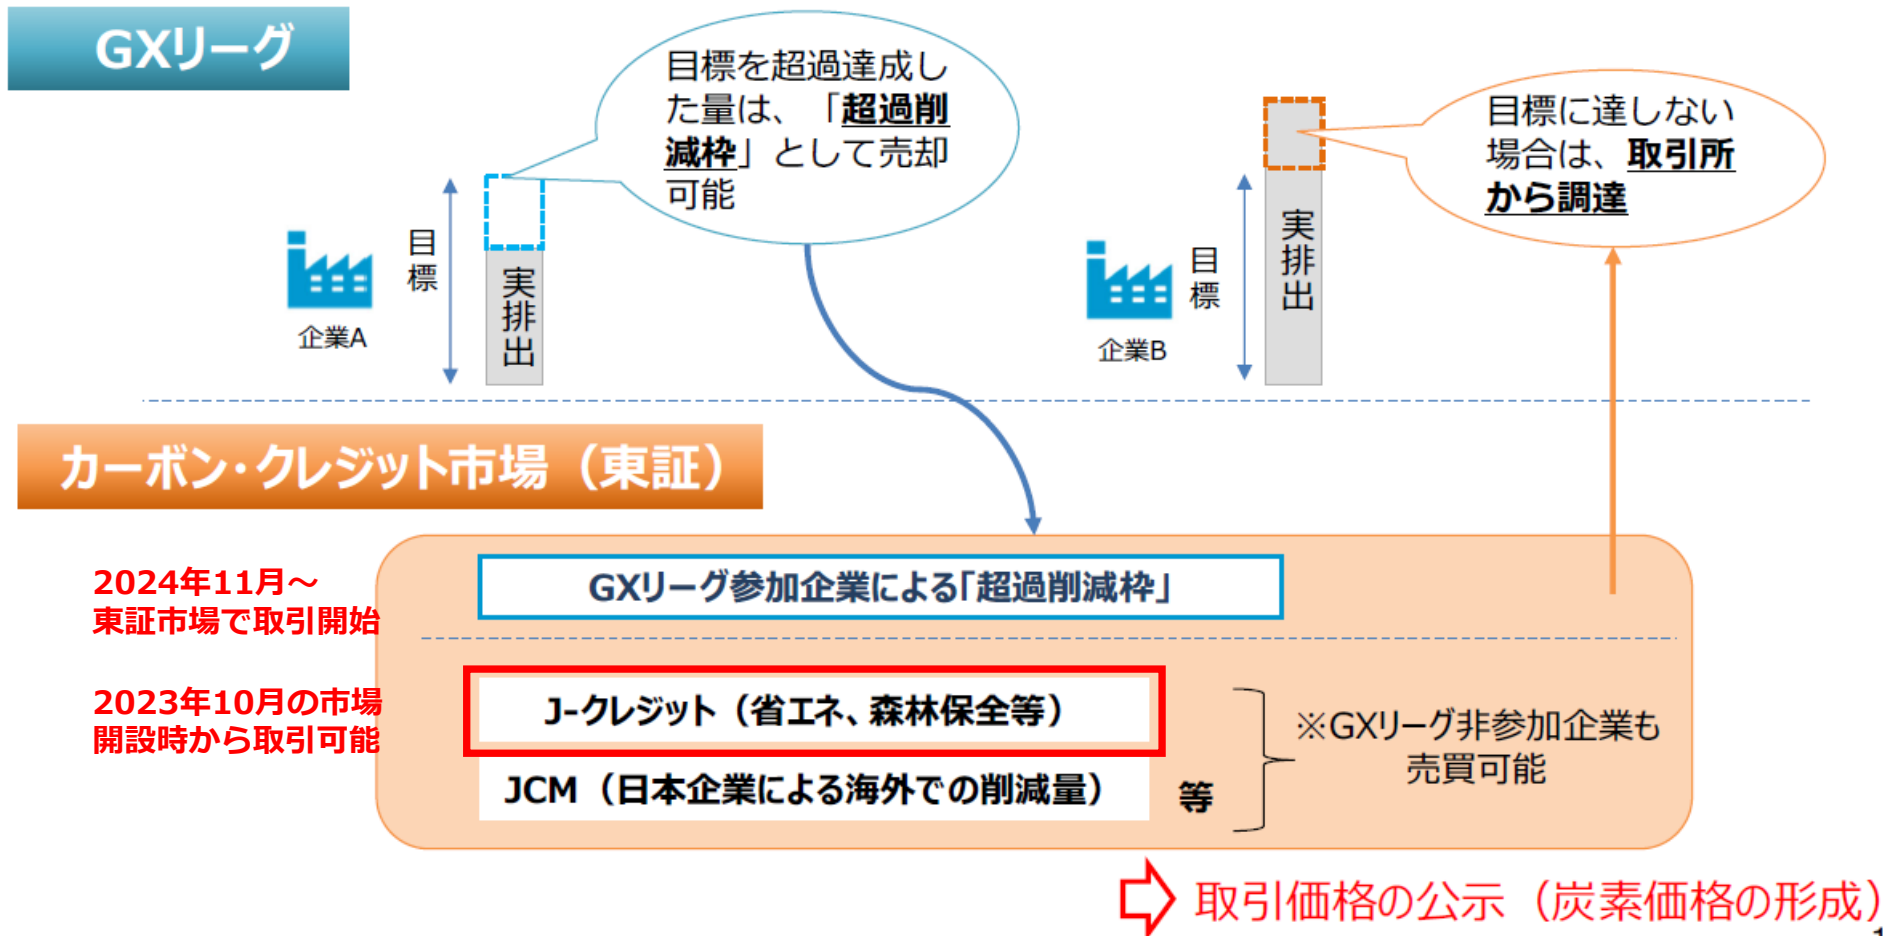 GXリーグ
目標を超過達成し
た量は、「超過削
減枠」として売却
可能
目標に達しない
場合は、取引所
から調達
目標
実排出
企業A
目標
実排出
企業B
カーボン・クレジット市場（東証）
2024年11月～
東証市場で取引開始
GXリーグ参加企業による「超過削減枠」
2023年10月の市場
開設時から取引可能
J-クレジット（省エネ、森林保全等）
JCM（日本企業による海外での削減量）
等
※GXリーグ非参加企業も
売買可能
取引価格の公示（炭素価格の形成）